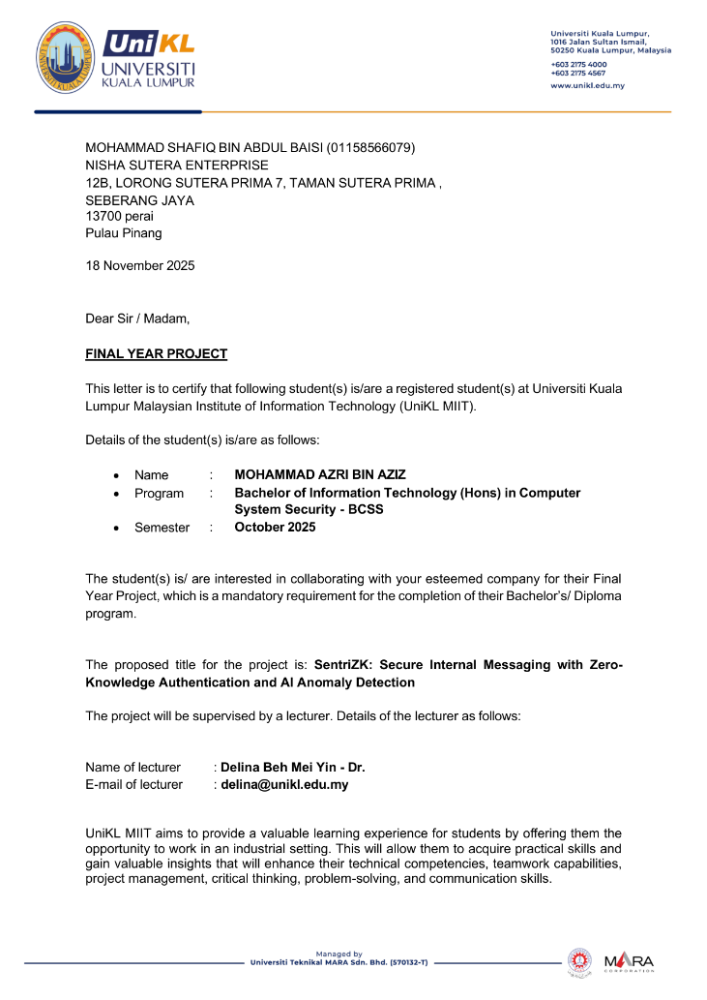 Uni KL
UNIVERSITI
KUALA LUMPUR
Universiti Kuala Lumpur,
1016 Jalan Sultan Ismail,
50250 Kuala Lumpur, Malaysia
+603 2175 4000
+603 2175 4567
www.unikl.edu.my
MOHAMMAD SHAFIQ BIN ABDUL BAISI (01158566079)
NISHA SUTERA ENTERPRISE
12B, LORONG SUTERA PRIMA 7, TAMAN SUTERA PRIMA ,
SEBERANG JAYA
13700 perai
Pulau Pinang
18 November 2025
Dear Sir / Madam,
FINAL YEAR PROJECT
This letter is to certify that following student(s) is/are a registered student(s) at Universiti Kuala
Lumpur Malaysian Institute of Information Technology (UniKL MIIT).
Details of the student(s) is/are as follows:
• Name : MOHAMMAD AZRI BIN AZIZ
• Program : Bachelor of Information Technology (Hons) in Computer
System Security - BCSS
• Semester : October 2025
The student(s) is/ are interested in collaborating with your esteemed company for their Final
Year Project, which is a mandatory requirement for the completion of their Bachelor’s/ Diploma
program.
The proposed title for the project is: SentriZK: Secure Internal Messaging with Zero-
Knowledge Authentication and AI Anomaly Detection
The project will be supervised by a lecturer. Details of the lecturer as follows:
Name of lecturer : Delina Beh Mei Yin - Dr.
E-mail of lecturer : delina@unikl.edu.my
UniKL MIIT aims to provide a valuable learning experience for students by offering them the
opportunity to work in an industrial setting. This will allow them to acquire practical skills and
gain valuable insights that will enhance their technical competencies, teamwork capabilities,
project management, critical thinking, problem-solving, and communication skills.
Managed by
Universiti Teknikal MARA Sdn. Bhd. (570132-T)
MARA
CORPORATION